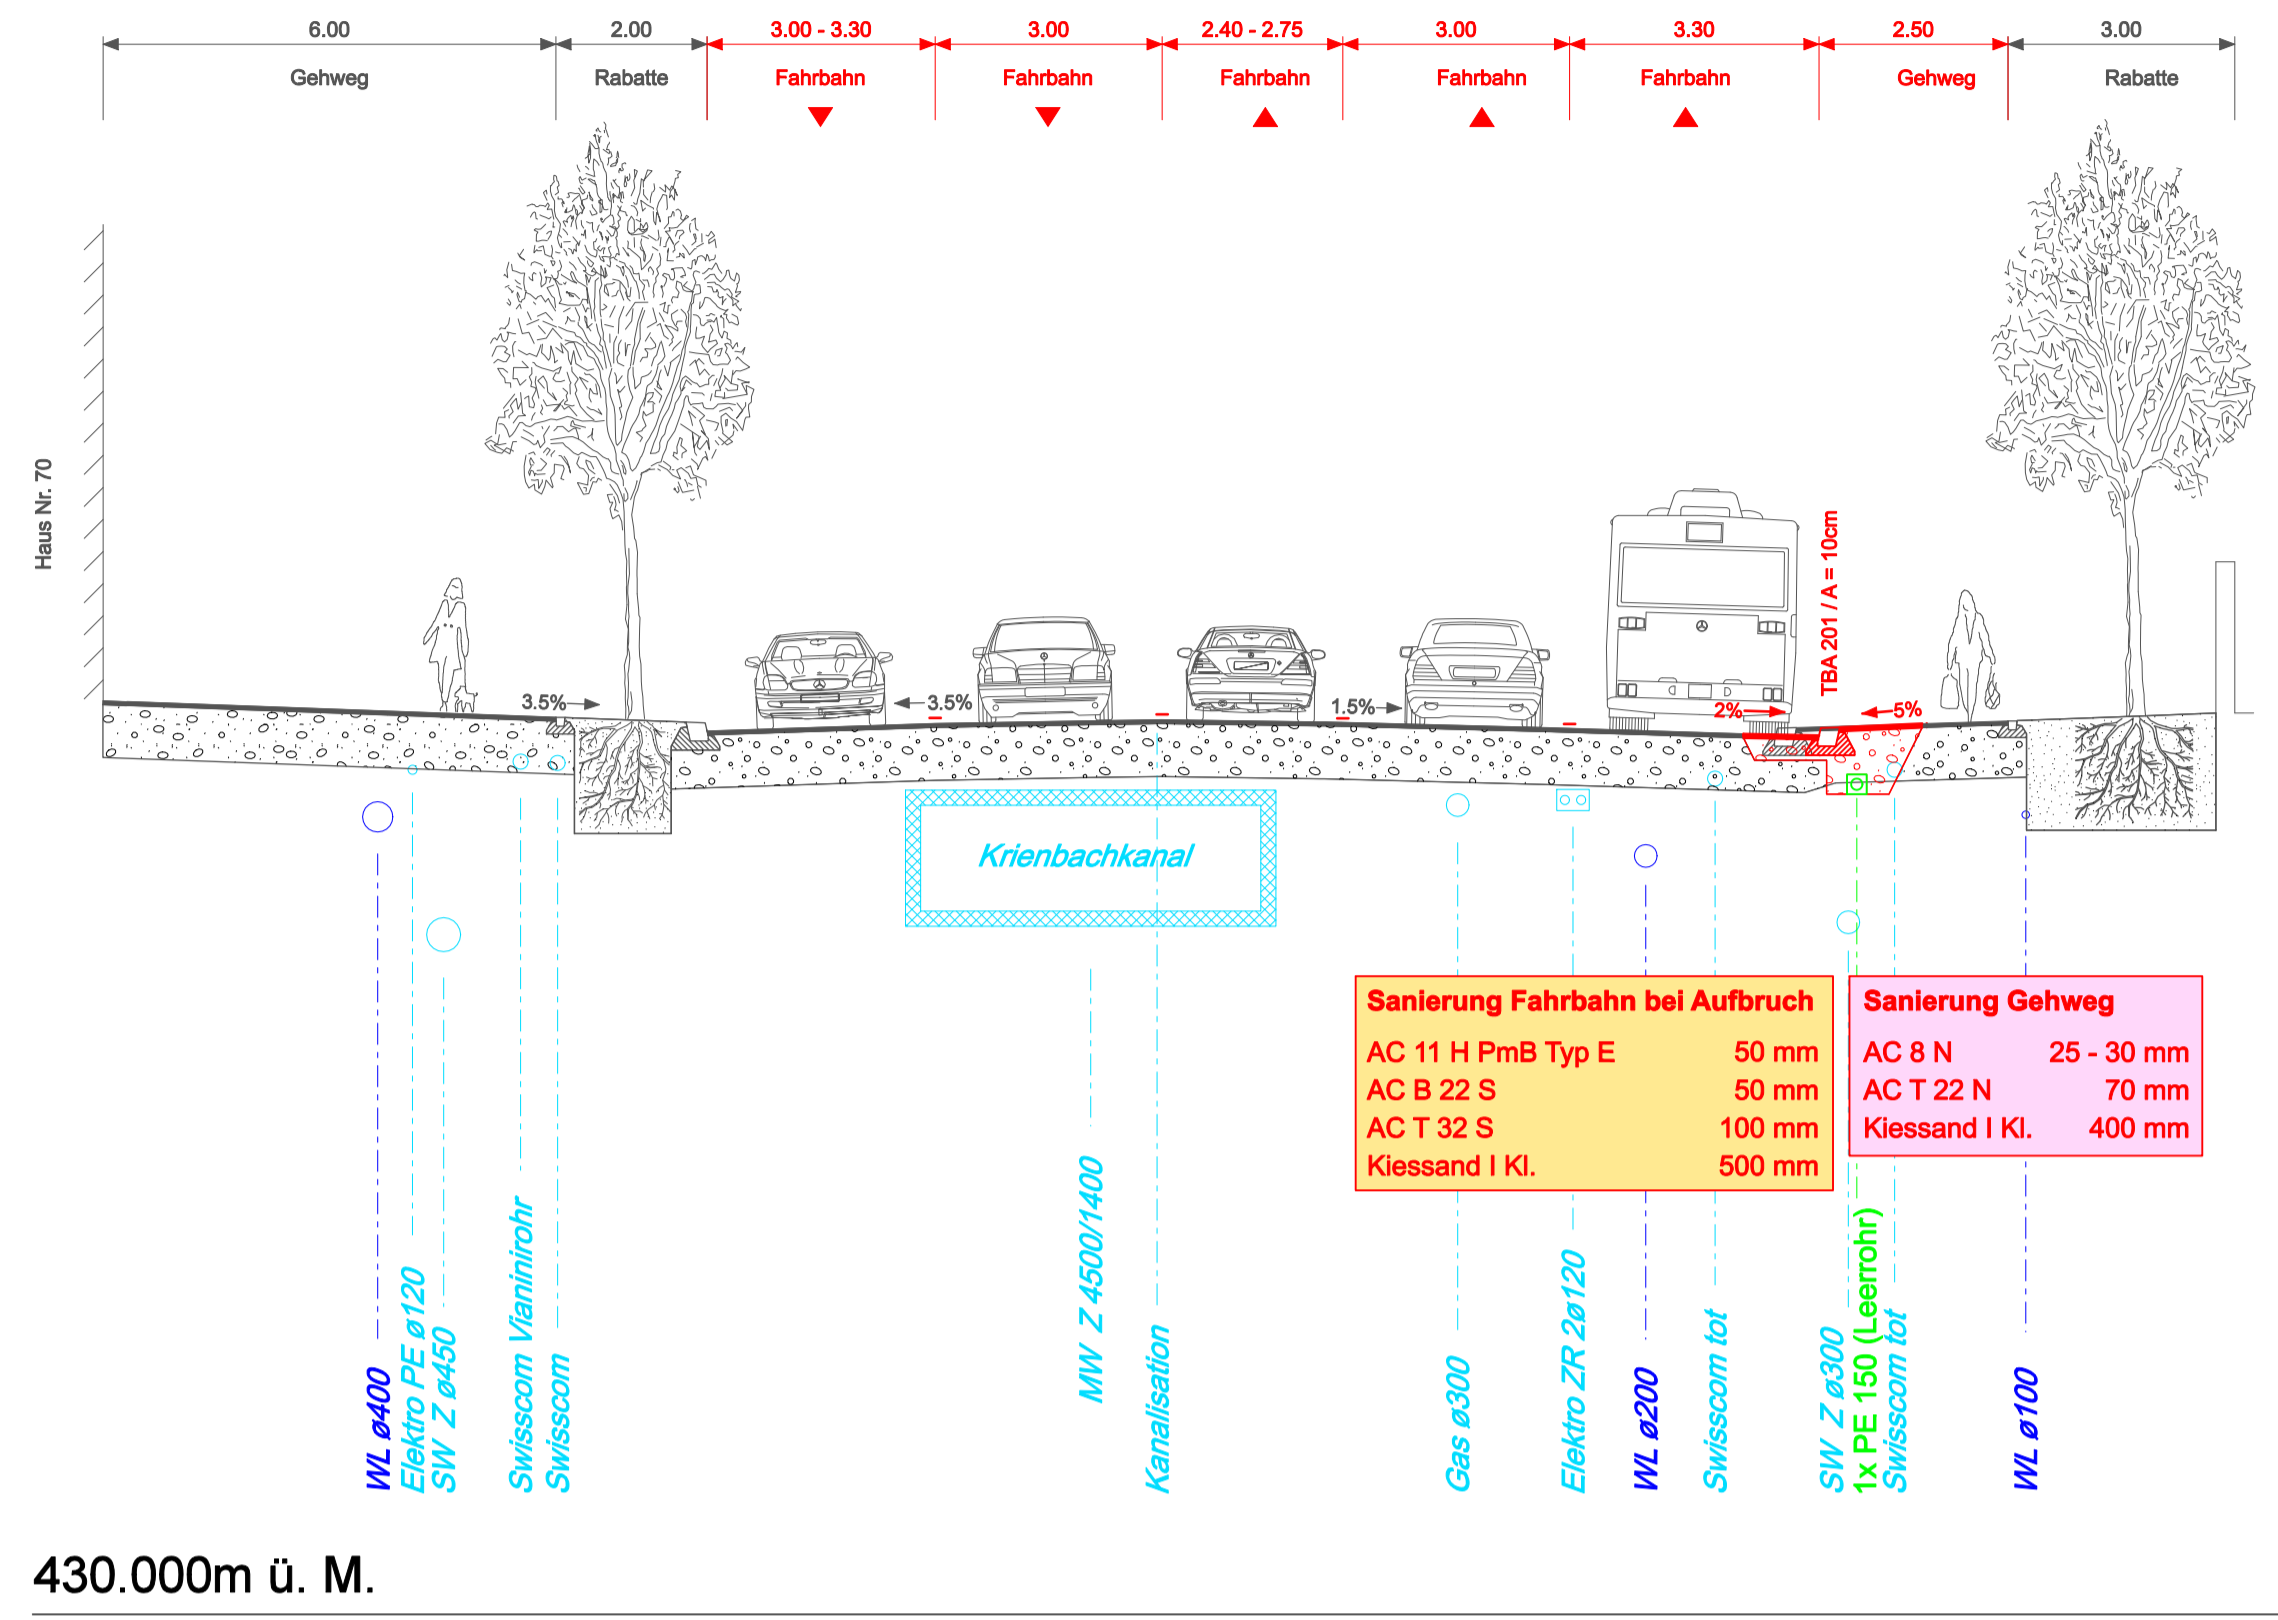 6.00 2.00 3.00 - 3.30 3.00 2.40 - 2.75 3.00 3.30 2.50 3.00
Gehweg Rabatte Fahrbahn Fahrbahn Fahrbahn Fahrbahn Fahrbahn Gehweg Rabatte
Haus Nr. 70
TBA 201 / A = 10cm
3.5% 3.5% 1.5% 2% 5%
Krienbachkanal
Sanierung Fahrbahn bei Aufbruch
AC 11 H PmB Typ E 50 mm
AC B 22 S 50 mm
AC T 32 S 100 mm
Kiessand I Kl. 500 mm
Sanierung Gehweg
AC 8 N 25 - 30 mm
AC T 22 N 70 mm
Kiessand I Kl. 400 mm
WL ø400
Elektro PE ø120
SW Z ø450
Swisscom Vianinirohr
Swisscom
MW Z 4500/1400
Kanalisation
Gas ø300
Elektro ZR 2ø120
WL ø200
Swisscom tot
SW Z ø300
1x PE 150 (Leerrohr)
Swisscom tot
WL ø100
430.000m ü. M.